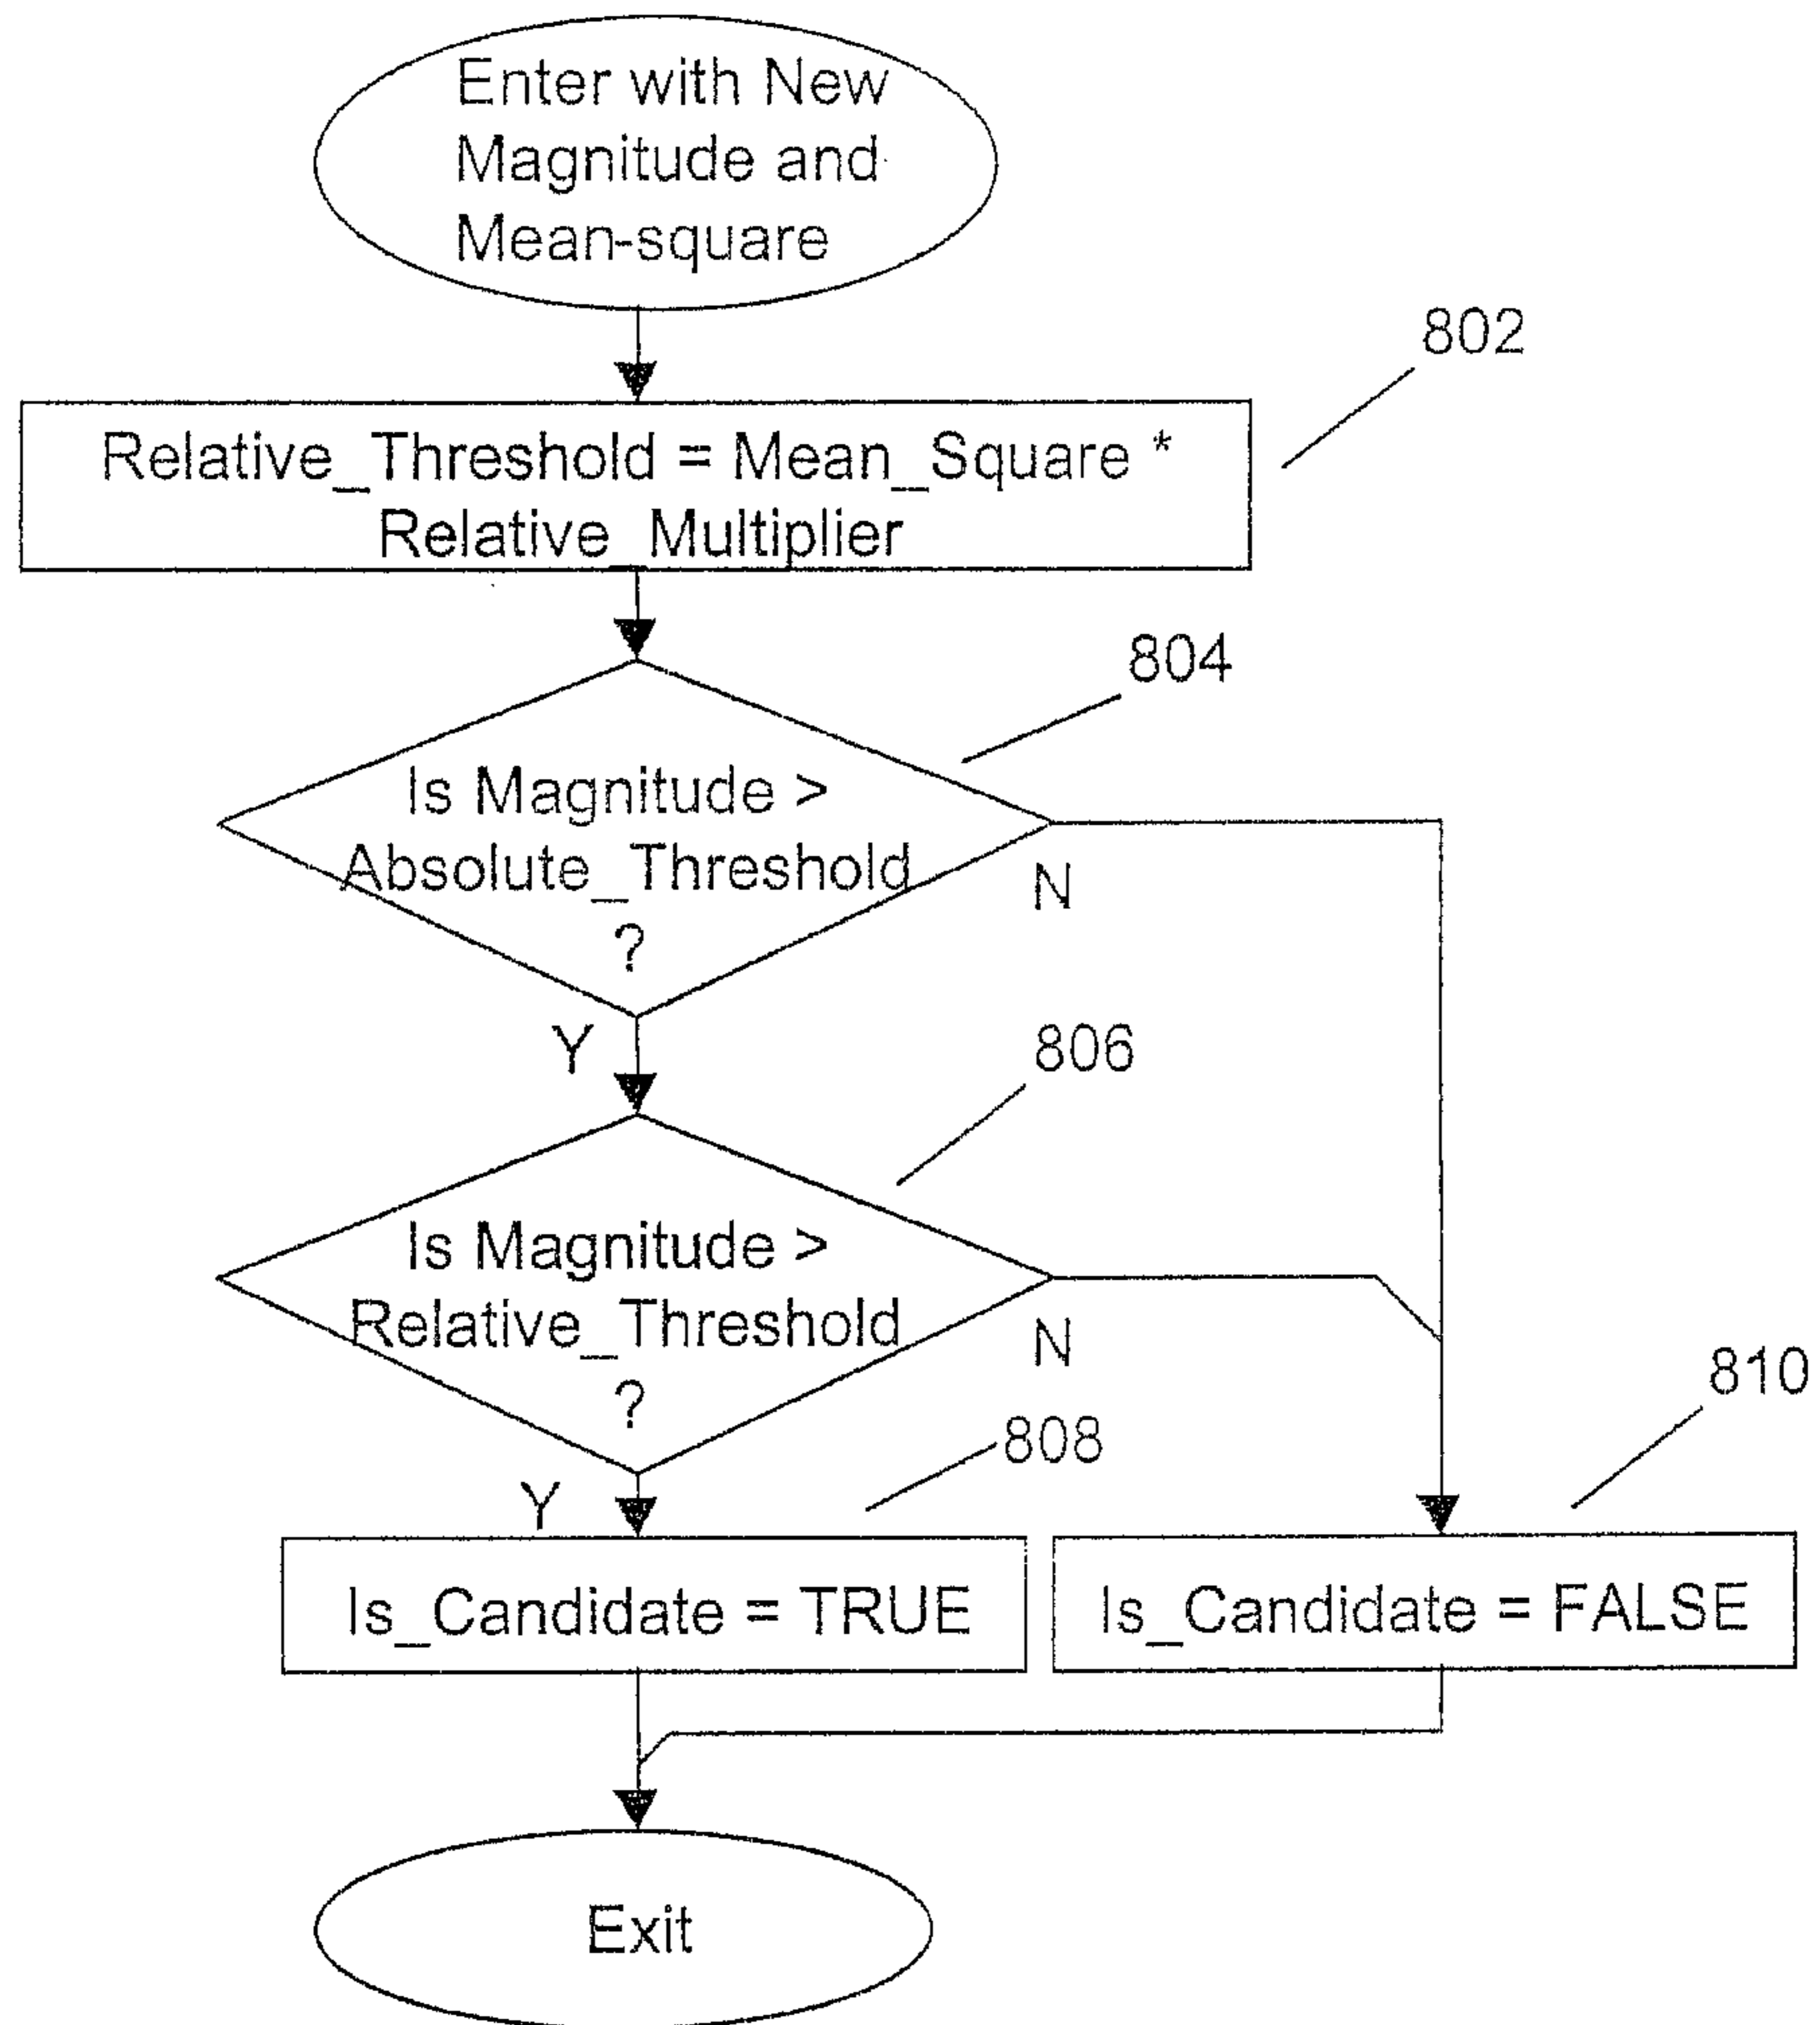 Enter with New
Magnitude and
Mean-square
802
Relative_Threshold = Mean_Square *
Relative_Multiplier
804
Is Magnitude >
Absolute_Threshold
?
N
Y
806
Is Magnitude >
Relative_Threshold
?
N
Y
808
810
Is_Candidate = TRUE
Is_Candidate = FALSE
Exit